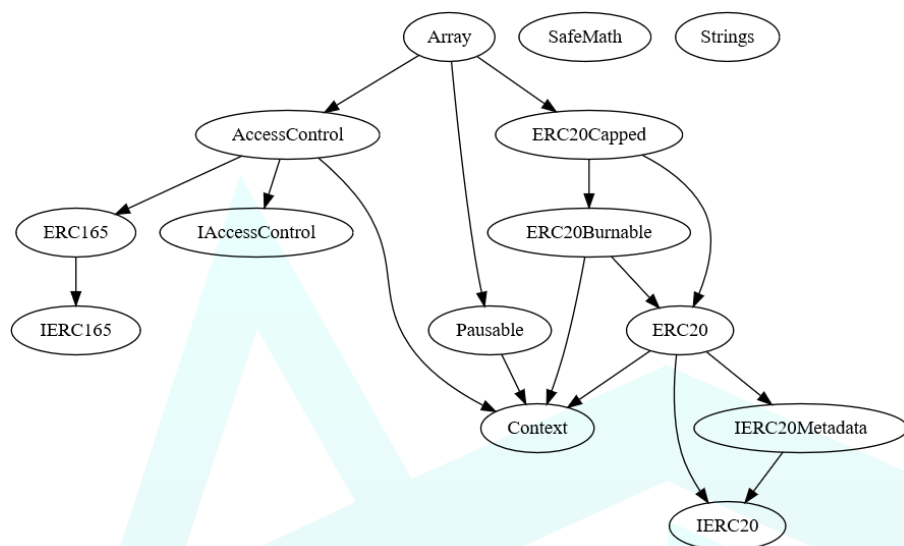 Array
SafeMath
Strings
AccessControl
ERC20Capped
ERC165
IAccessControl
ERC20Burnable
IERC165
Pausable
ERC20
Context
IERC20Metadata
IERC20